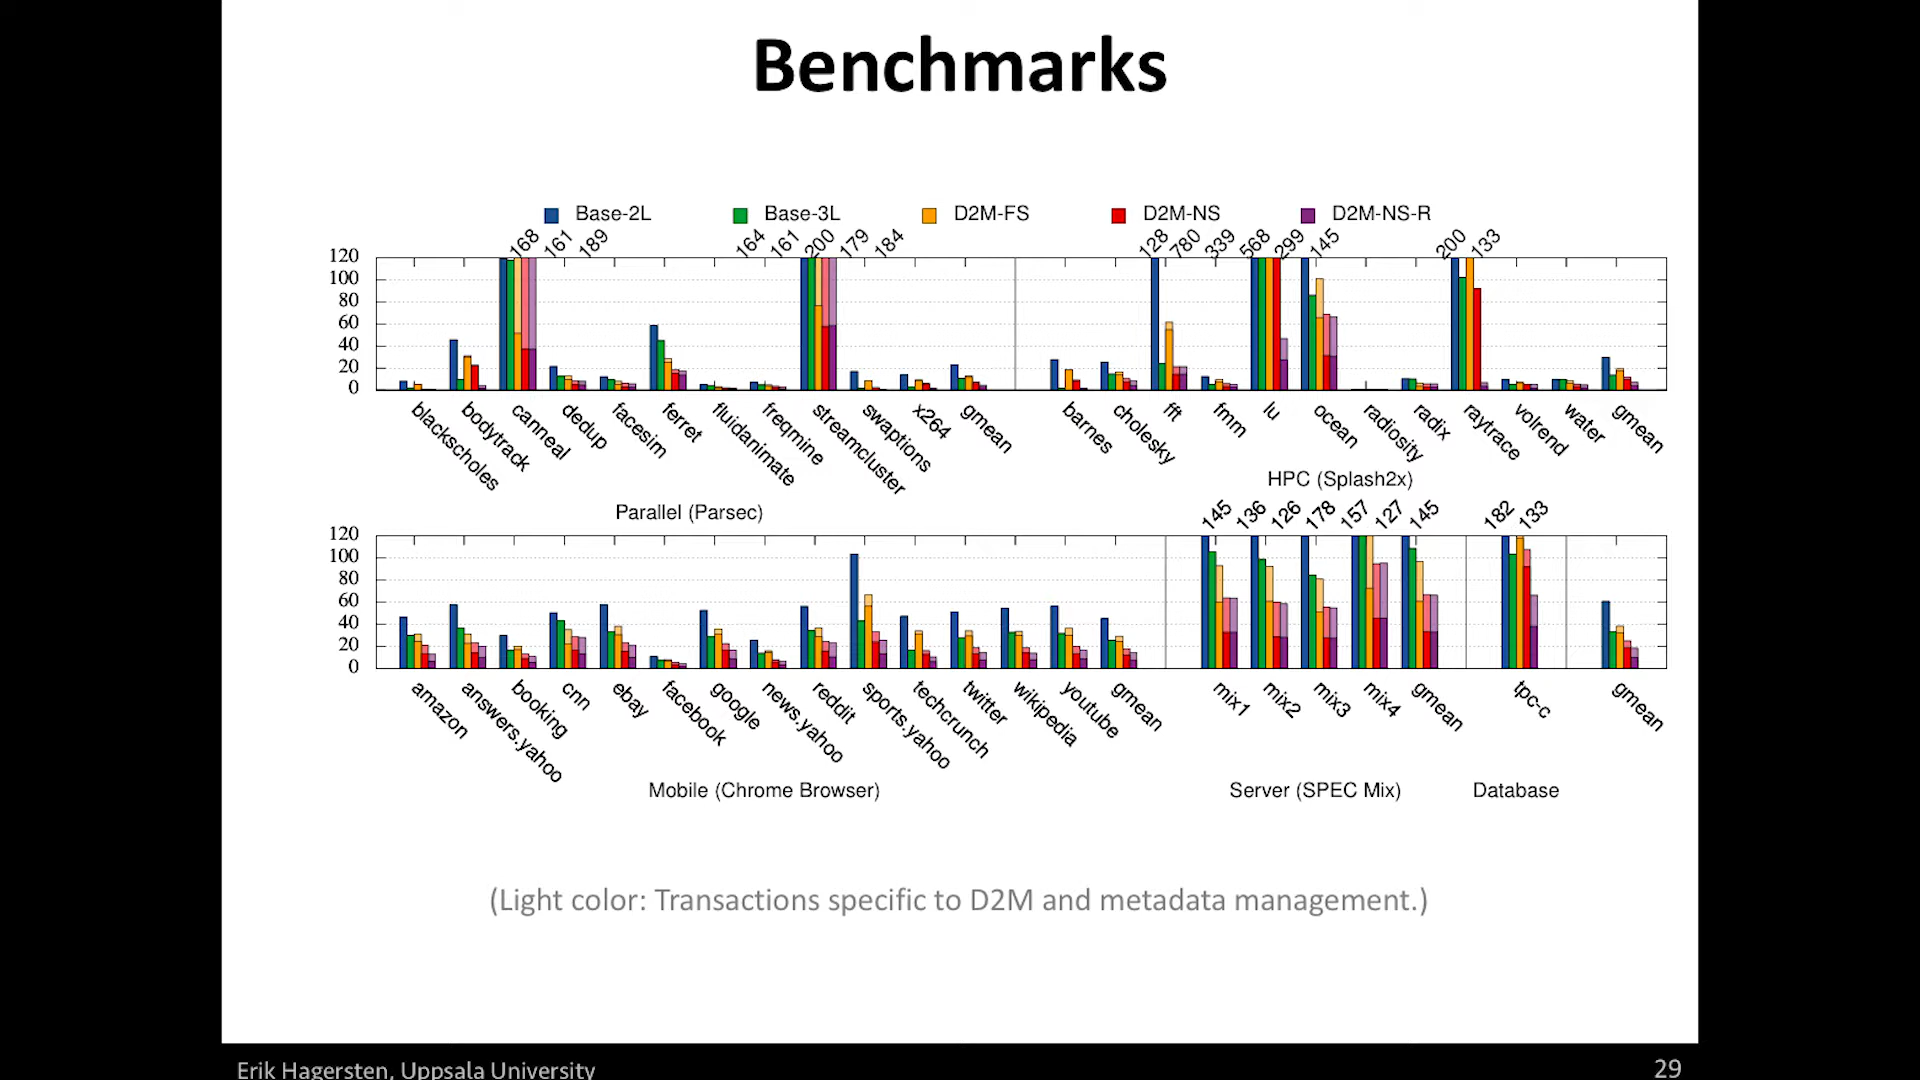 Benchmarks
Base-2L Base-3L D2M-FS D2M-NS D2M-NS-R
168 161 189 164 161 200 179 184 128 780 339 568 299 145 200 133
120
100
80
60
40
20
0
blackscholes bodytrack canneal dedup facesim ferret fluidanimate freqmine streamcluster swaptions x264 gmean barnes cholesky fft fmm lu ocean radiosity radix raytrace volrend water gmean
HPC (Splash2x)
Parallel (Parsec)
145 136 126 178 157 127 145 182 133
120
100
80
60
40
20
0
amazon answers.yahoo booking cnn ebay facebook google news.yahoo reddit sports.yahoo techcrunch twitter wikipedia youtube gmean mix1 mix2 mix3 mix4 gmean tpc-c gmean
Mobile (Chrome Browser) Server (SPEC Mix) Database
(Light color: Transactions specific to D2M and metadata management.)
Erik Hagersten, Uppsala University 29